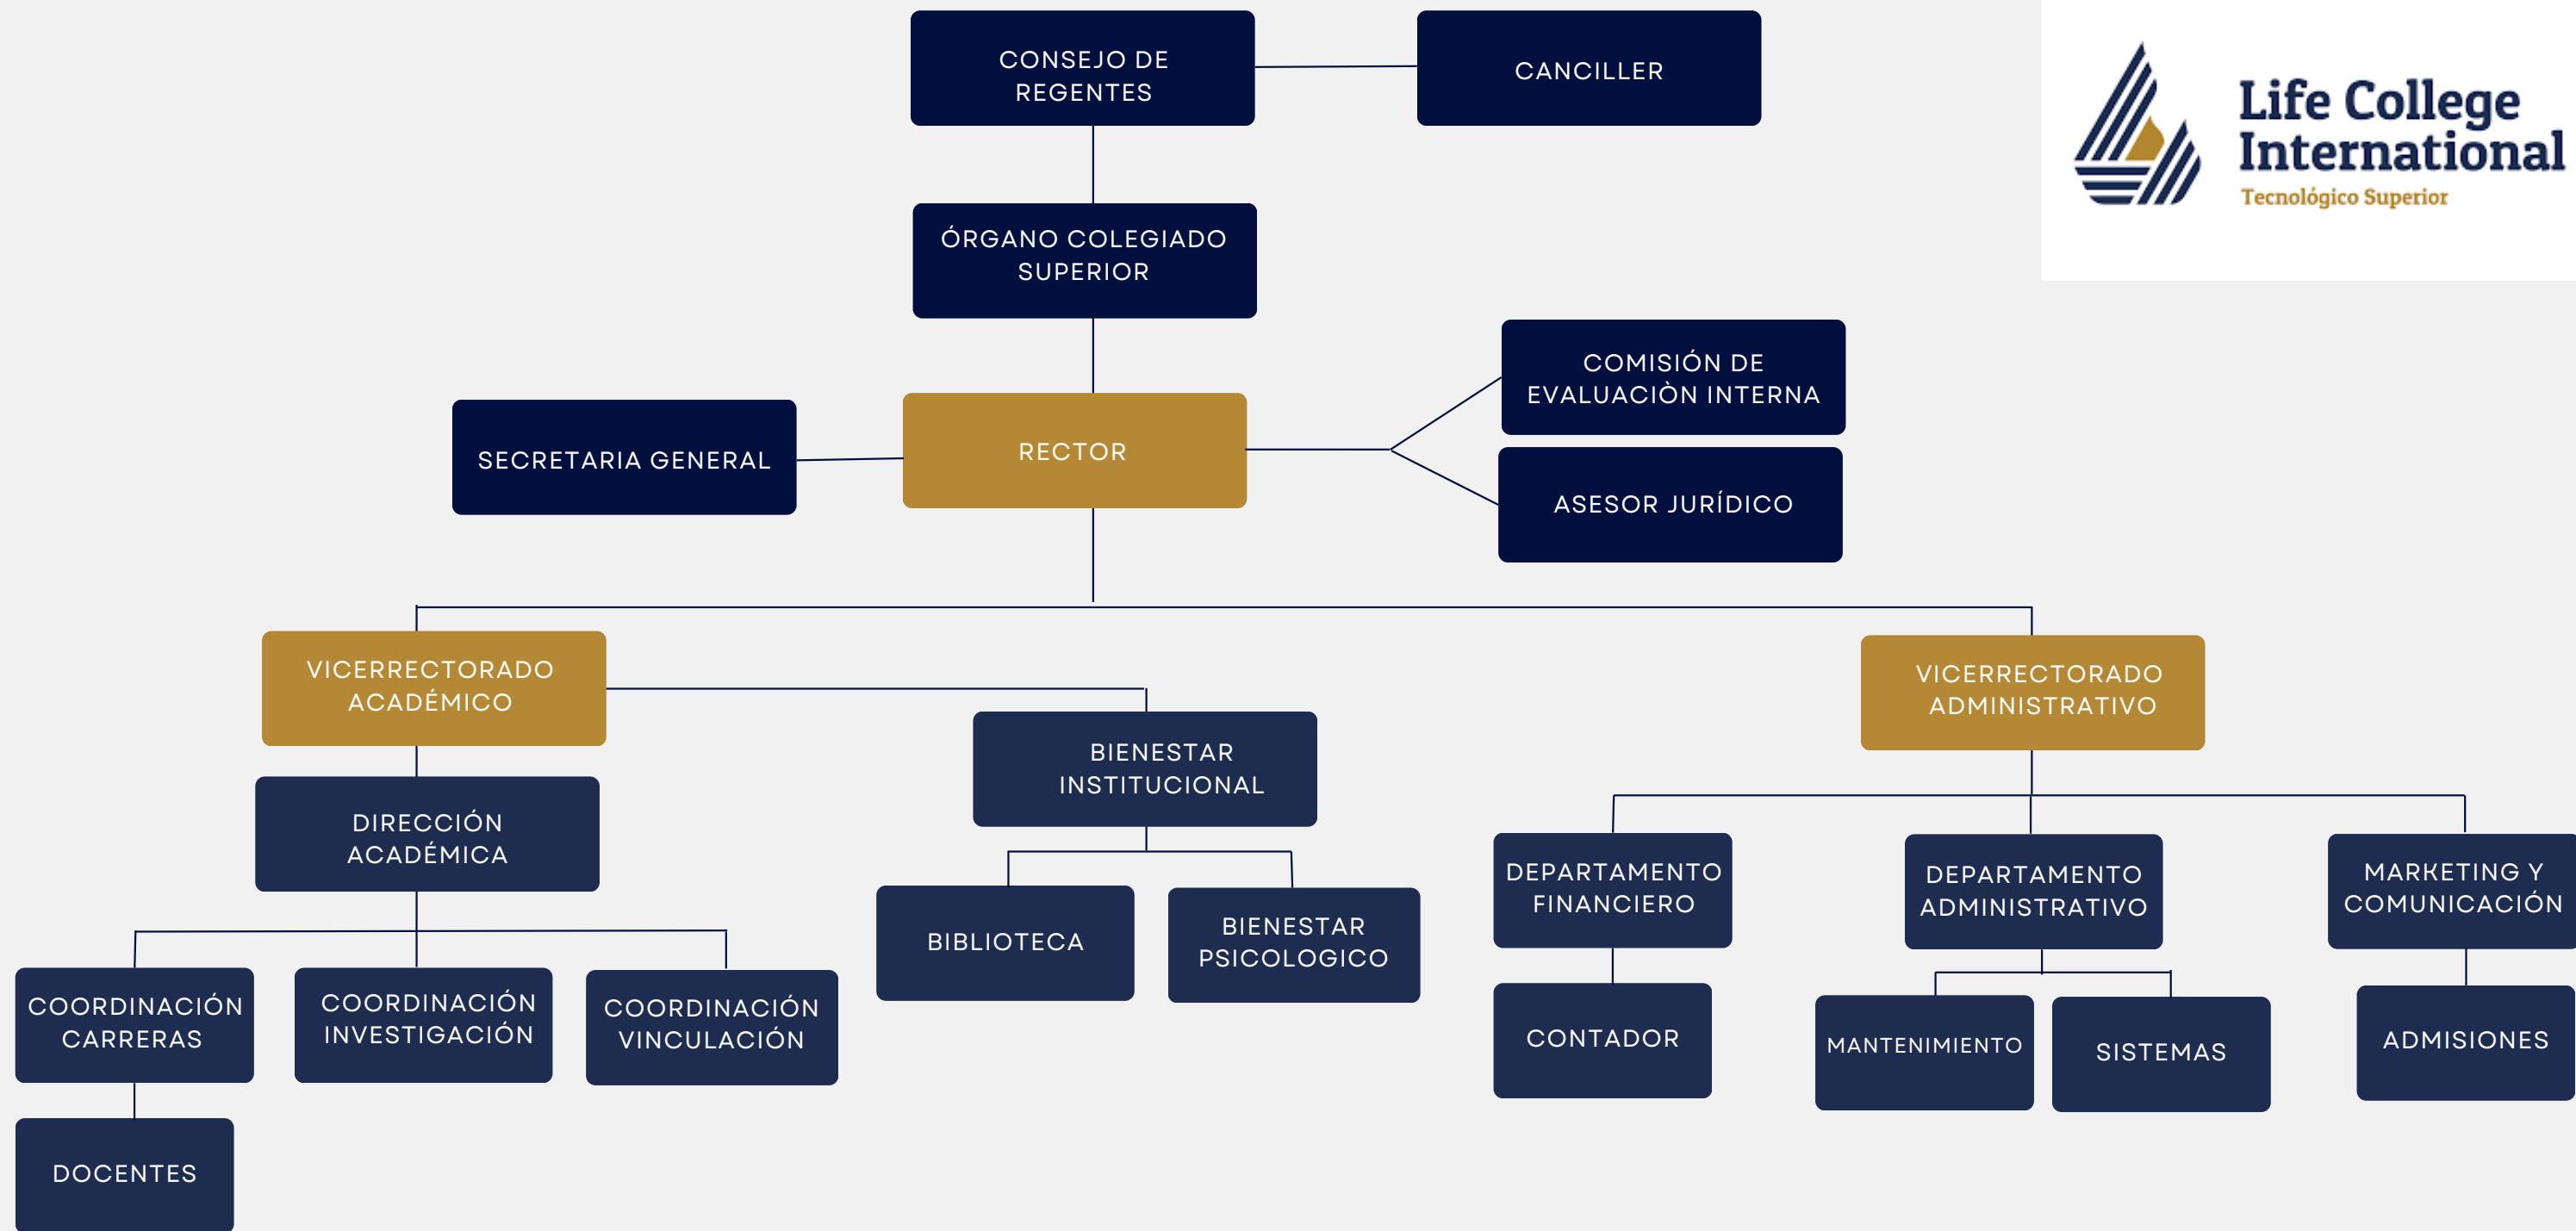 CONSEJO DE
REGENTES
CANCILLER
Life College
International
Tecnológico Superior
ÓRGANO COLEGIADO
SUPERIOR
COMISIÓN DE
EVALUACIÒN INTERNA
SECRETARIA GENERAL
RECTOR
ASESOR JURÍDICO
VICERRECTORADO
ACADÉMICO
VICERRECTORADO
ADMINISTRATIVO
BIENESTAR
INSTITUCIONAL
DIRECCIÓN
ACADÉMICA
DEPARTAMENTO
FINANCIERO
DEPARTAMENTO
ADMINISTRATIVO
MARKETING Y
COMUNICACIÓN
BIBLIOTECA
BIENESTAR
PSICOLOGICO
COORDINACIÓN
CARRERAS
COORDINACIÓN
INVESTIGACIÓN
COORDINACIÓN
VINCULACIÓN
CONTADOR
MANTENIMIENTO
SISTEMAS
ADMISIONES
DOCENTES